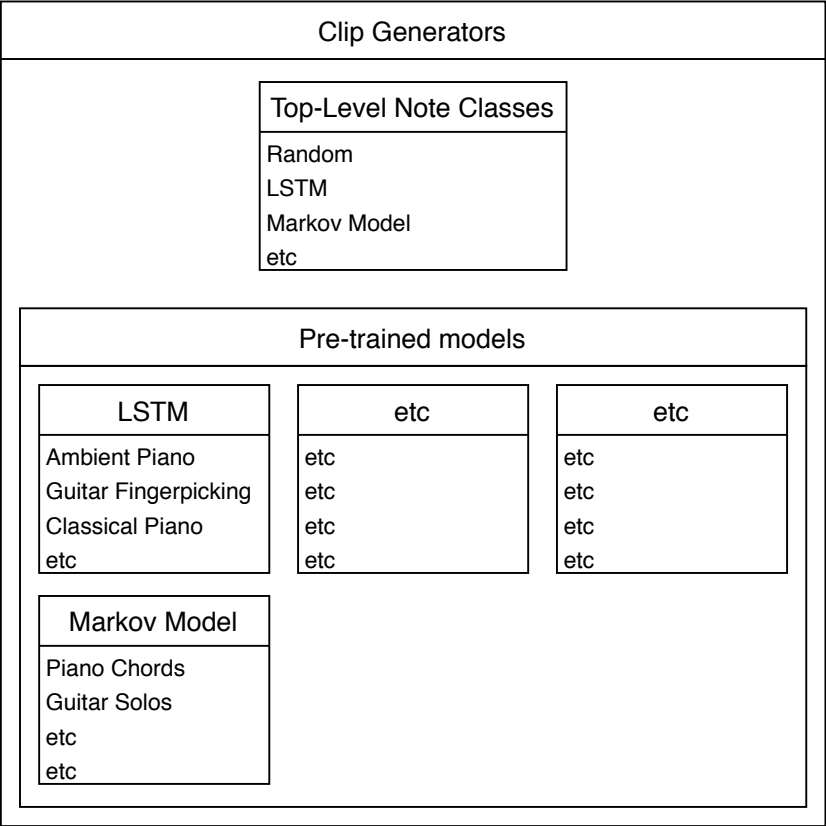 Clip Generators
Top-Level Note Classes
Random
LSTM
Markov Model
etc
Pre-trained models
LSTM
Ambient Piano
Guitar Fingerpicking
Classical Piano
etc
etc
etc
etc
etc
etc
etc
etc
etc
etc
etc
Markov Model
Piano Chords
Guitar Solos
etc
etc